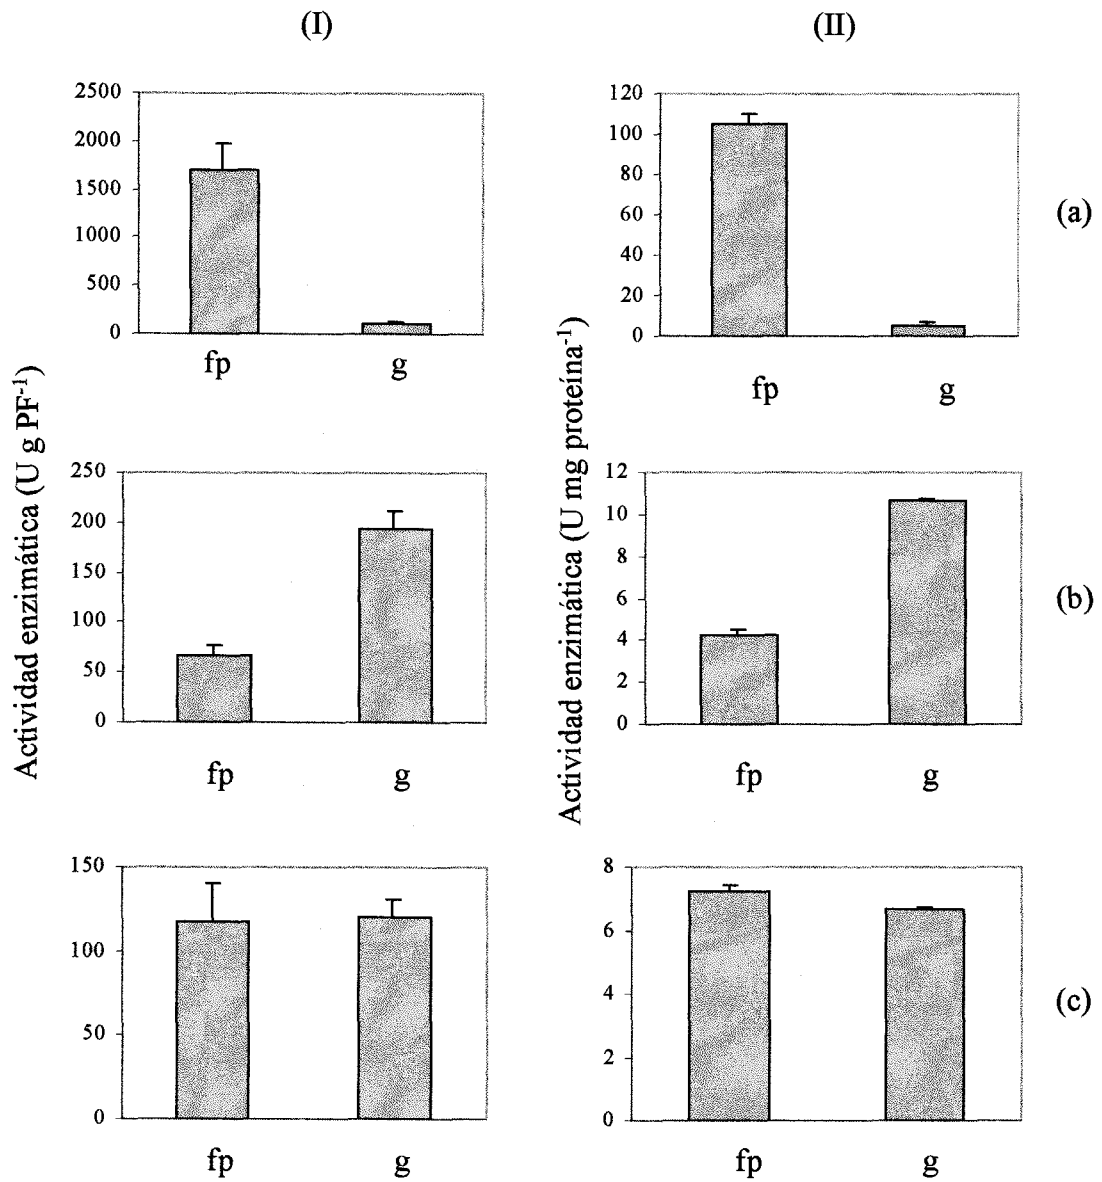 (I)
(II)
2500
2000
1500
1000
500
0
fp g
120
100
80
60
40
20
0
fp g
(a)
Actividad enzimática (U g PF⁻¹)
Actividad enzimática (U mg proteína⁻¹)
250
200
150
100
50
0
fp g
12
10
8
6
4
2
0
fp g
(b)
150
100
50
0
fp g
8
6
4
2
0
fp g
(c)